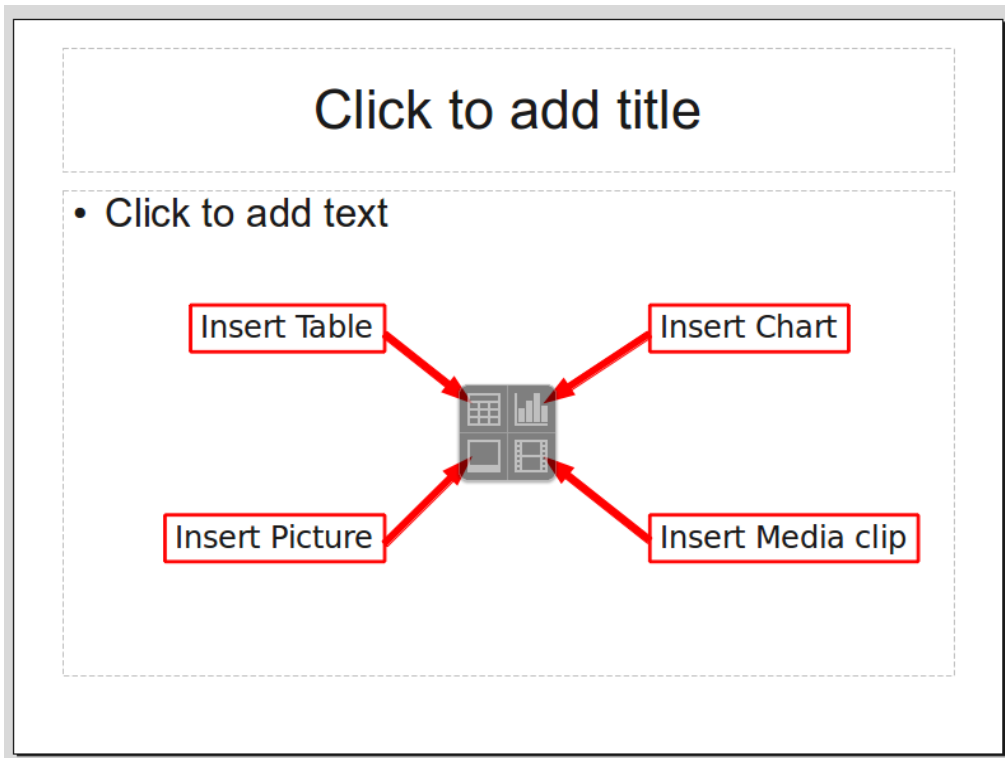 Click to add title
• Click to add text
Insert Table
Insert Chart
Insert Picture
Insert Media clip